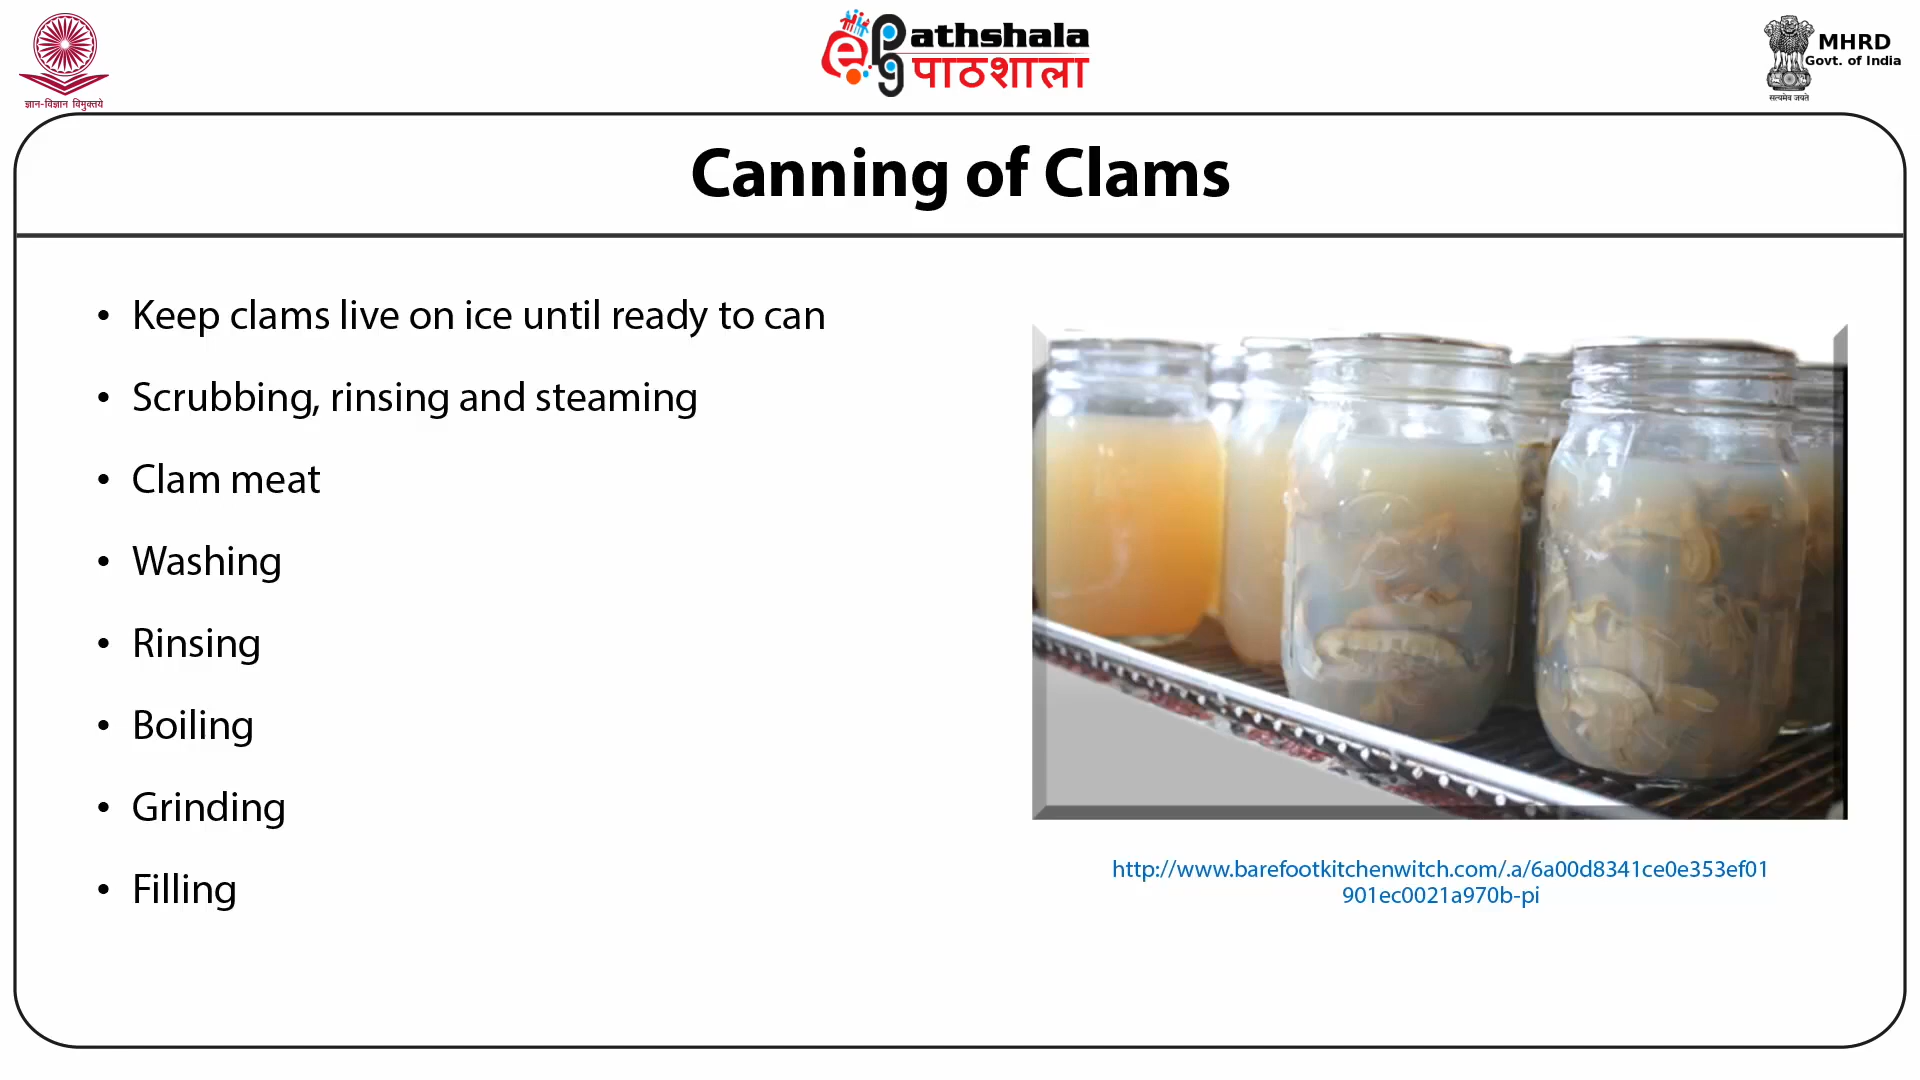 ज्ञान-विज्ञान विमुक्तये
ePathshala
पाठशाला
MHRD
Govt. of India
सत्यमेव जयते
Canning of Clams
• Keep clams live on ice until ready to can
• Scrubbing, rinsing and steaming
• Clam meat
• Washing
• Rinsing
• Boiling
• Grinding
• Filling
http://www.barefootkitchenwitch.com/.a/6a00d8341ce0e353ef01
901ec0021a970b-pi